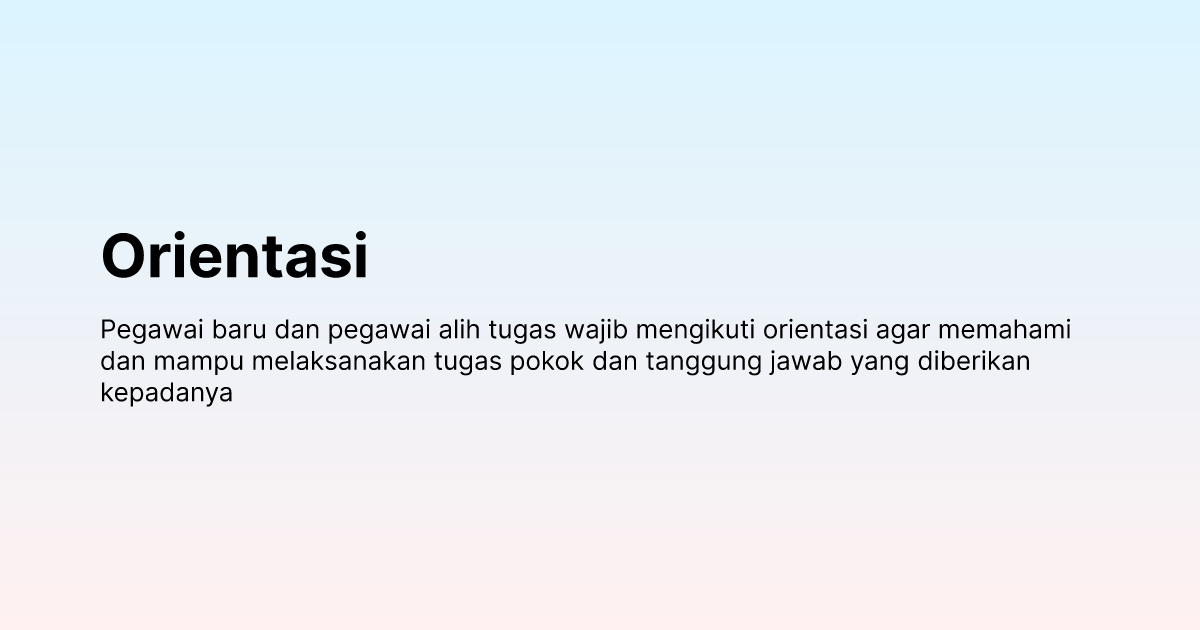 Orientasi
Pegawai baru dan pegawai alih tugas wajib mengikuti orientasi agar memahami
dan mampu melaksanakan tugas pokok dan tanggung jawab yang diberikan
kepadanya